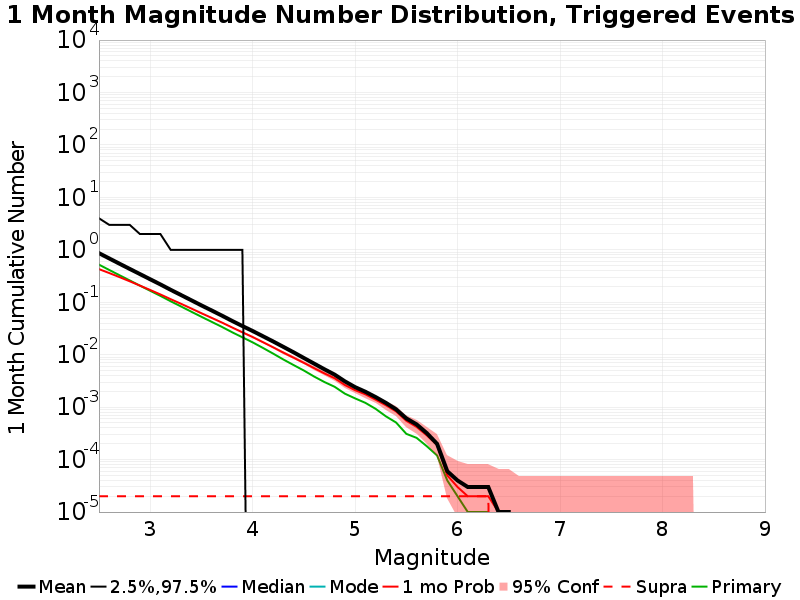 1 Month Magnitude Number Distribution, Triggered Events
1 Month Cumulative Number
10^4
10^3
10^2
10^1
10^0
10^-1
10^-2
10^-3
10^-4
10^-5
3 4 5 6 7 8 9
Magnitude
Mean 2.5%,97.5% Median Mode 1 mo Prob 95% Conf Supra Primary